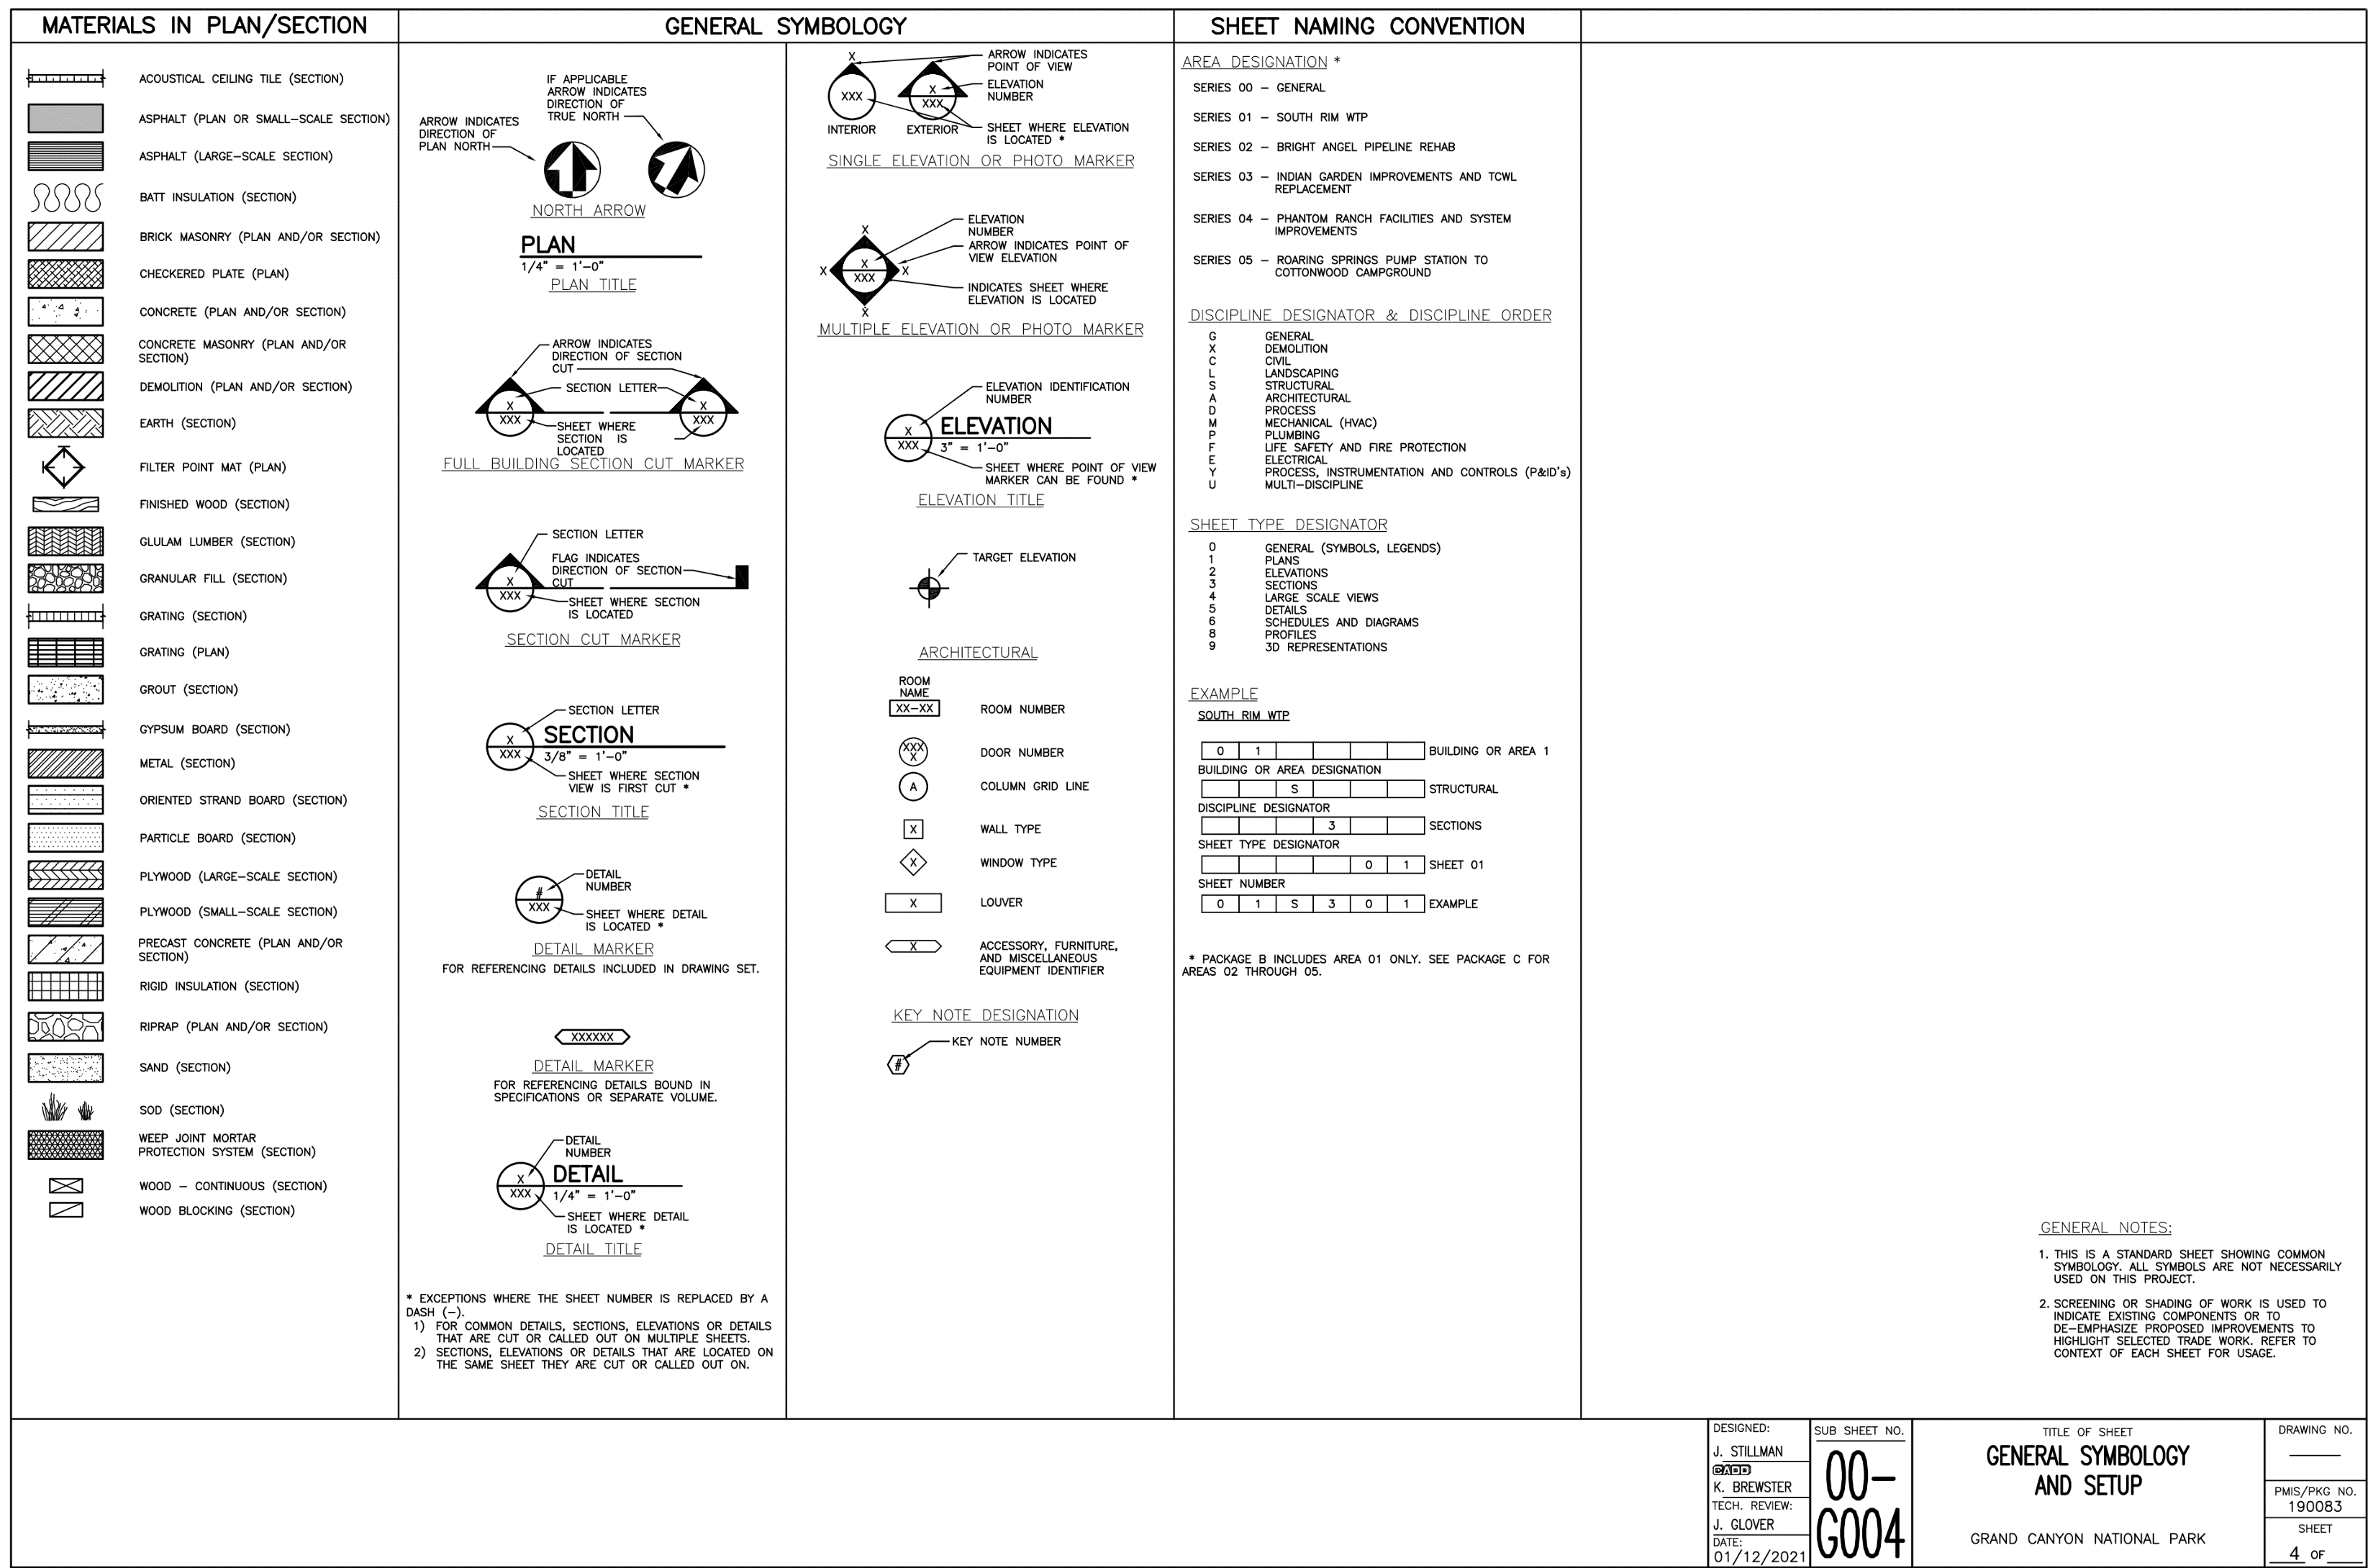 MATERIALS IN PLAN/SECTION
ACOUSTICAL CEILING TILE (SECTION)
ASPHALT (PLAN OR SMALL-SCALE SECTION)
ASPHALT (LARGE-SCALE SECTION)
BATT INSULATION (SECTION)
BRICK MASONRY (PLAN AND/OR SECTION)
CHECKERED PLATE (PLAN)
CONCRETE (PLAN AND/OR SECTION)
CONCRETE MASONRY (PLAN AND/OR
SECTION)
DEMOLITION (PLAN AND/OR SECTION)
EARTH (SECTION)
FILTER POINT MAT (PLAN)
FINISHED WOOD (SECTION)
GLULAM LUMBER (SECTION)
GRANULAR FILL (SECTION)
GRATING (SECTION)
GRATING (PLAN)
GROUT (SECTION)
GYPSUM BOARD (SECTION)
METAL (SECTION)
ORIENTED STRAND BOARD (SECTION)
PARTICLE BOARD (SECTION)
PLYWOOD (LARGE-SCALE SECTION)
PLYWOOD (SMALL-SCALE SECTION)
PRECAST CONCRETE (PLAN AND/OR
SECTION)
RIGID INSULATION (SECTION)
RIPRAP (PLAN AND/OR SECTION)
SAND (SECTION)
SOD (SECTION)
WEEP JOINT MORTAR
PROTECTION SYSTEM (SECTION)
WOOD - CONTINUOUS (SECTION)
WOOD BLOCKING (SECTION)
GENERAL SYMBOLOGY
IF APPLICABLE
ARROW INDICATES
DIRECTION OF
TRUE NORTH
ARROW INDICATES
DIRECTION OF
PLAN NORTH
NORTH ARROW
PLAN
1/4" = 1'-0"
PLAN TITLE
ARROW INDICATES
DIRECTION OF SECTION
CUT
SECTION LETTER
X X
XXX XXX
SHEET WHERE
SECTION IS
LOCATED
FULL BUILDING SECTION CUT MARKER
SECTION LETTER
FLAG INDICATES
DIRECTION OF SECTION
CUT
X
XXX
SHEET WHERE SECTION
IS LOCATED
SECTION CUT MARKER
SECTION LETTER
X
SECTION
XXX
3/8" = 1'-0"
SHEET WHERE SECTION
VIEW IS FIRST CUT *
SECTION TITLE
DETAIL
NUMBER
#
XXX
SHEET WHERE DETAIL
IS LOCATED *
DETAIL MARKER
FOR REFERENCING DETAILS INCLUDED IN DRAWING SET.
XXXXXX
DETAIL MARKER
FOR REFERENCING DETAILS BOUND IN
SPECIFICATIONS OR SEPARATE VOLUME.
DETAIL
NUMBER
X
DETAIL
XXX
1/4" = 1'-0"
SHEET WHERE DETAIL
IS LOCATED *
DETAIL TITLE
* EXCEPTIONS WHERE THE SHEET NUMBER IS REPLACED BY A
DASH (-).
1) FOR COMMON DETAILS, SECTIONS, ELEVATIONS OR DETAILS
THAT ARE CUT OR CALLED OUT ON MULTIPLE SHEETS.
2) SECTIONS, ELEVATIONS OR DETAILS THAT ARE LOCATED ON
THE SAME SHEET THEY ARE CUT OR CALLED OUT ON.
X
ARROW INDICATES
POINT OF VIEW
XXX
X
XXX
ELEVATION
NUMBER
INTERIOR EXTERIOR
SHEET WHERE ELEVATION
IS LOCATED *
SINGLE ELEVATION OR PHOTO MARKER
ELEVATION
NUMBER
ARROW INDICATES POINT OF
VIEW ELEVATION
X
X X X
XXX
X
INDICATES SHEET WHERE
ELEVATION IS LOCATED
MULTIPLE ELEVATION OR PHOTO MARKER
ELEVATION IDENTIFICATION
NUMBER
X
ELEVATION
XXX
3" = 1'-0"
SHEET WHERE POINT OF VIEW
MARKER CAN BE FOUND *
ELEVATION TITLE
TARGET ELEVATION
ARCHITECTURAL
ROOM
NAME
XX-XX ROOM NUMBER
XXX
X
DOOR NUMBER
A COLUMN GRID LINE
X WALL TYPE
X WINDOW TYPE
X LOUVER
X ACCESSORY, FURNITURE,
AND MISCELLANEOUS
EQUIPMENT IDENTIFIER
KEY NOTE DESIGNATION
KEY NOTE NUMBER
#
SHEET NAMING CONVENTION
AREA DESIGNATION *
SERIES 00 - GENERAL
SERIES 01 - SOUTH RIM WTP
SERIES 02 - BRIGHT ANGEL PIPELINE REHAB
SERIES 03 - INDIAN GARDEN IMPROVEMENTS AND TCWL
REPLACEMENT
SERIES 04 - PHANTOM RANCH FACILITIES AND SYSTEM
IMPROVEMENTS
SERIES 05 - ROARING SPRINGS PUMP STATION TO
COTTONWOOD CAMPGROUND
DISCIPLINE DESIGNATOR & DISCIPLINE ORDER
G GENERAL
X DEMOLITION
C CIVIL
L LANDSCAPING
S STRUCTURAL
A ARCHITECTURAL
D PROCESS
M MECHANICAL (HVAC)
P PLUMBING
F LIFE SAFETY AND FIRE PROTECTION
E ELECTRICAL
Y PROCESS, INSTRUMENTATION AND CONTROLS (P&ID's)
U MULTI-DISCIPLINE
SHEET TYPE DESIGNATOR
0 GENERAL (SYMBOLS, LEGENDS)
1 PLANS
2 ELEVATIONS
3 SECTIONS
4 LARGE SCALE VIEWS
5 DETAILS
6 SCHEDULES AND DIAGRAMS
8 PROFILES
9 3D REPRESENTATIONS
EXAMPLE
SOUTH RIM WTP
0 1 BUILDING OR AREA 1
BUILDING OR AREA DESIGNATION
S STRUCTURAL
DISCIPLINE DESIGNATOR
3 SECTIONS
SHEET TYPE DESIGNATOR
0 1 SHEET 01
SHEET NUMBER
0 1 S 3 0 1 EXAMPLE
* PACKAGE B INCLUDES AREA 01 ONLY. SEE PACKAGE C FOR
AREAS 02 THROUGH 05.
GENERAL NOTES:
1. THIS IS A STANDARD SHEET SHOWING COMMON
SYMBOLOGY. ALL SYMBOLS ARE NOT NECESSARILY
USED ON THIS PROJECT.
2. SCREENING OR SHADING OF WORK IS USED TO
INDICATE EXISTING COMPONENTS OR TO
DE-EMPHASIZE PROPOSED IMPROVEMENTS TO
HIGHLIGHT SELECTED TRADE WORK. REFER TO
CONTEXT OF EACH SHEET FOR USAGE.
DESIGNED:
J. STILLMAN
CADD
K. BREWSTER
TECH. REVIEW:
J. GLOVER
DATE:
01/12/2021
SUB SHEET NO.
00-
G004
TITLE OF SHEET
GENERAL SYMBOLOGY
AND SETUP
GRAND CANYON NATIONAL PARK
DRAWING NO.
PMIS/PKG NO.
190083
SHEET
4 OF